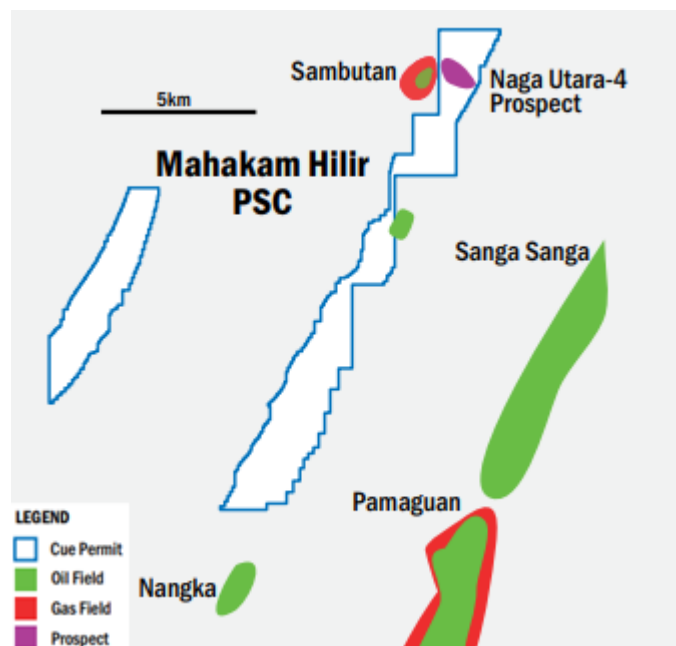 Sambutan
Naga Utara-4
Prospect
5km
Mahakam Hilir
PSC
Sanga Sanga
Pamaguan
Nangka
LEGEND
Cue Permit
Oil Field
Gas Field
Prospect